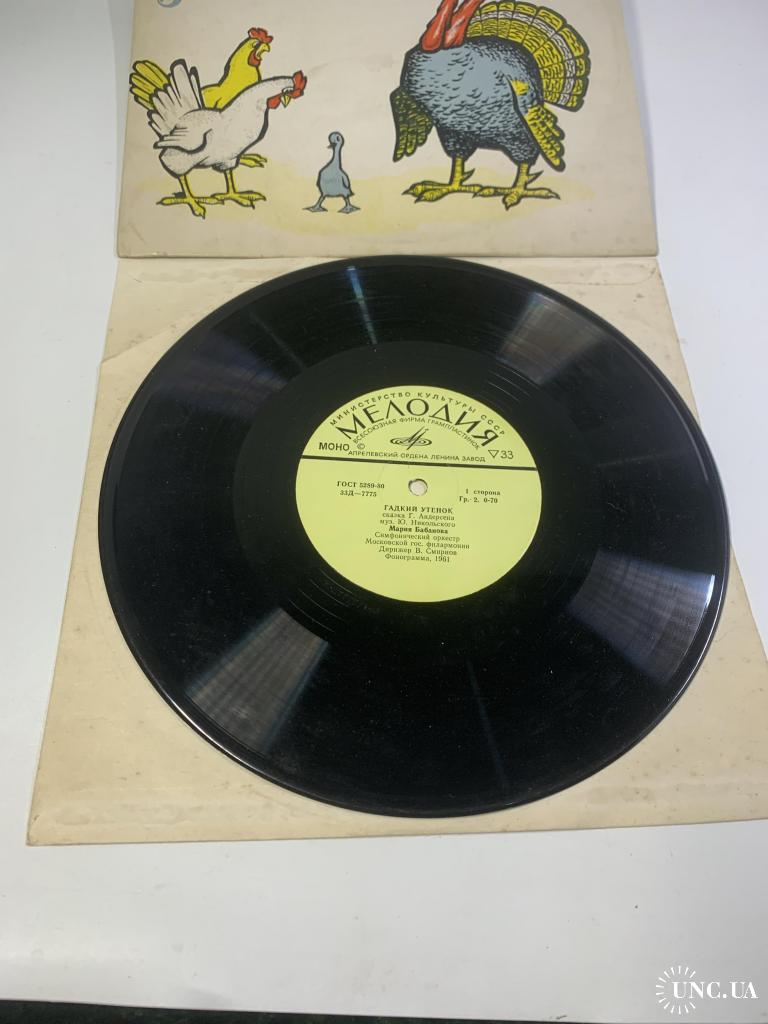 МИНИСТЕРСТВО КУЛЬТУРЫ СССР
МЕЛОДИЯ
ВСЕСОЮЗНАЯ ФИРМА ГРАМПЛАСТИНОК
МОНО © ▽33
АПРЕЛЕВСКИЙ ОРДЕНА ЛЕНИНА ЗАВОД
ГОСТ 5289-80 1 сторона
33Д—7775 Гр. 2. 0-70
ГАДКИЙ УТЕНОК
сказка Г. Андерсена
муз. Ю. Никольского
Мария Бабанова
Симфонический оркестр
Московской гос. филармонии
Дирижер В. Смирнов
Фонограмма, 1961
UNC.UA